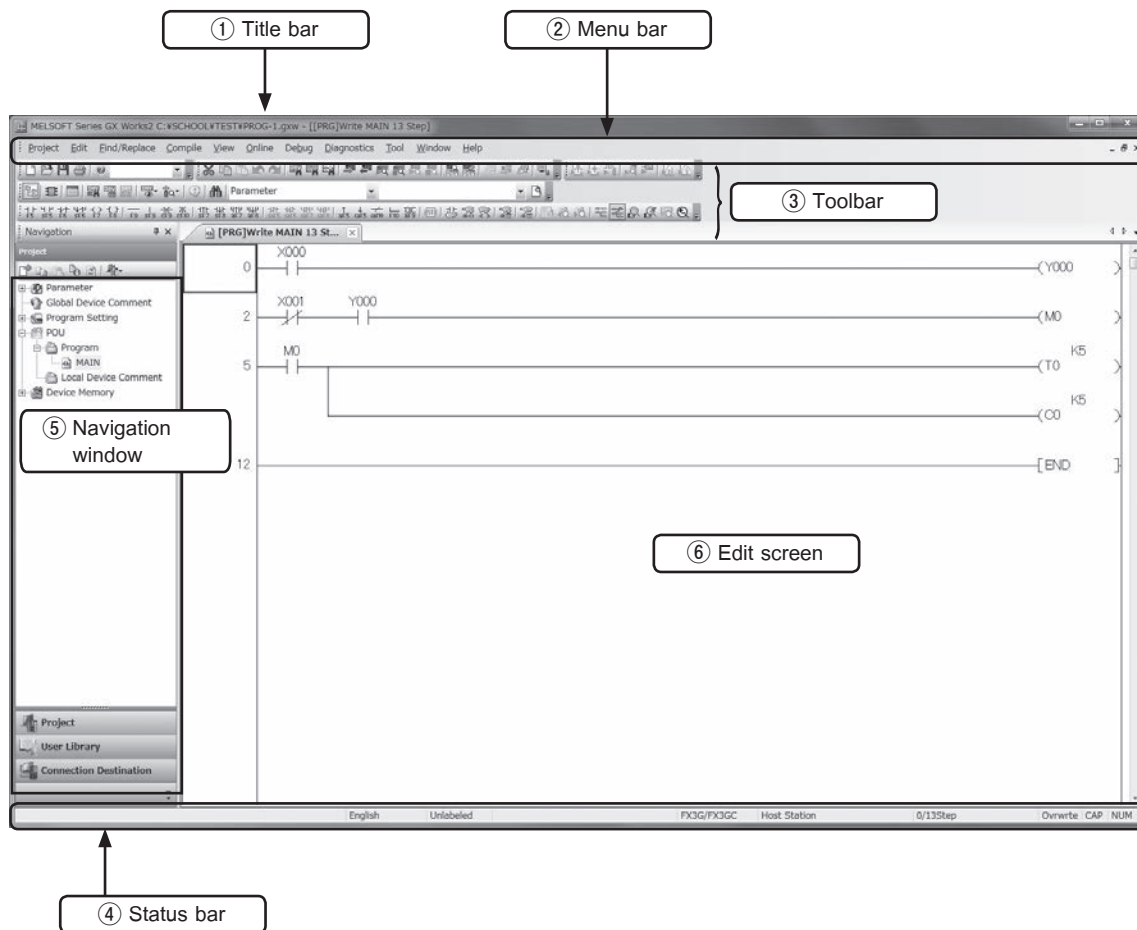 ① Title bar
② Menu bar
MELSOFT Series GX Works2 C:¥SCHOOL¥TEST¥PROG-1.gxw - [[PRG]Write MAIN 13 Step]
Project Edit Find/Replace Compile View Online Debug Diagnostics Tool Window Help
Parameter
③ Toolbar
Navigation
[PRG]Write MAIN 13 St...
Project
Parameter
Global Device Comment
Program Setting
POU
Program
MAIN
Local Device Comment
Device Memory
⑤ Navigation
window
X000
0 Y000
X001 Y000
2 M0
M0 K5
5 T0
K5
C0
12 END
⑥ Edit screen
Project
User Library
Connection Destination
English Unlabeled FX3G/FX3GC Host Station 0/13Step Ovrwrte CAP NUM
④ Status bar